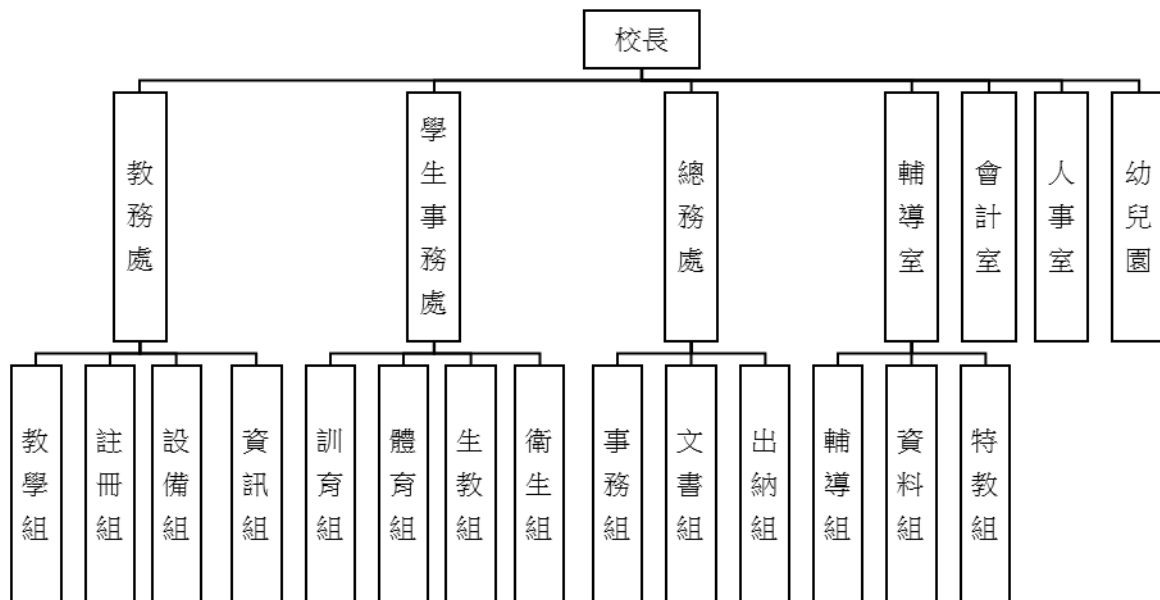 校長
教務處
學生事務處
總務處
輔導室
會計室
人事室
幼兒園
教學組
註冊組
設備組
資訊組
訓育組
體育組
生教組
衛生組
事務組
文書組
出納組
輔導組
資料組
特教組